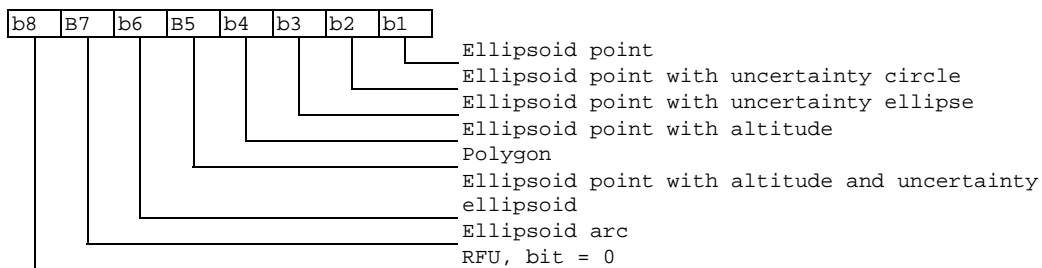 b8 B7 b6 B5 b4 b3 b2 b1
Ellipsoid point
Ellipsoid point with uncertainty circle
Ellipsoid point with uncertainty ellipse
Ellipsoid point with altitude
Polygon
Ellipsoid point with altitude and uncertainty
ellipsoid
Ellipsoid arc
RFU, bit = 0